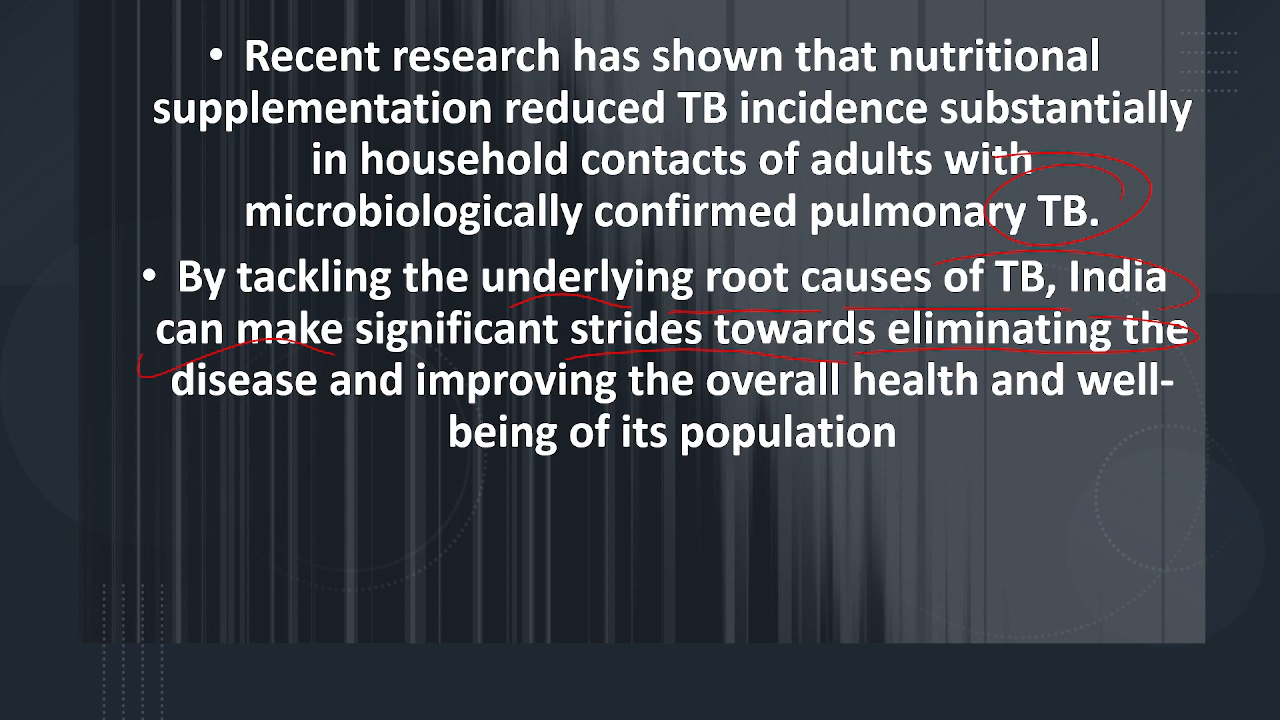 • Recent research has shown that nutritional
supplementation reduced TB incidence substantially
in household contacts of adults with
microbiologically confirmed pulmonary TB.
• By tackling the underlying root causes of TB, India
can make significant strides towards eliminating the
disease and improving the overall health and well-
being of its population